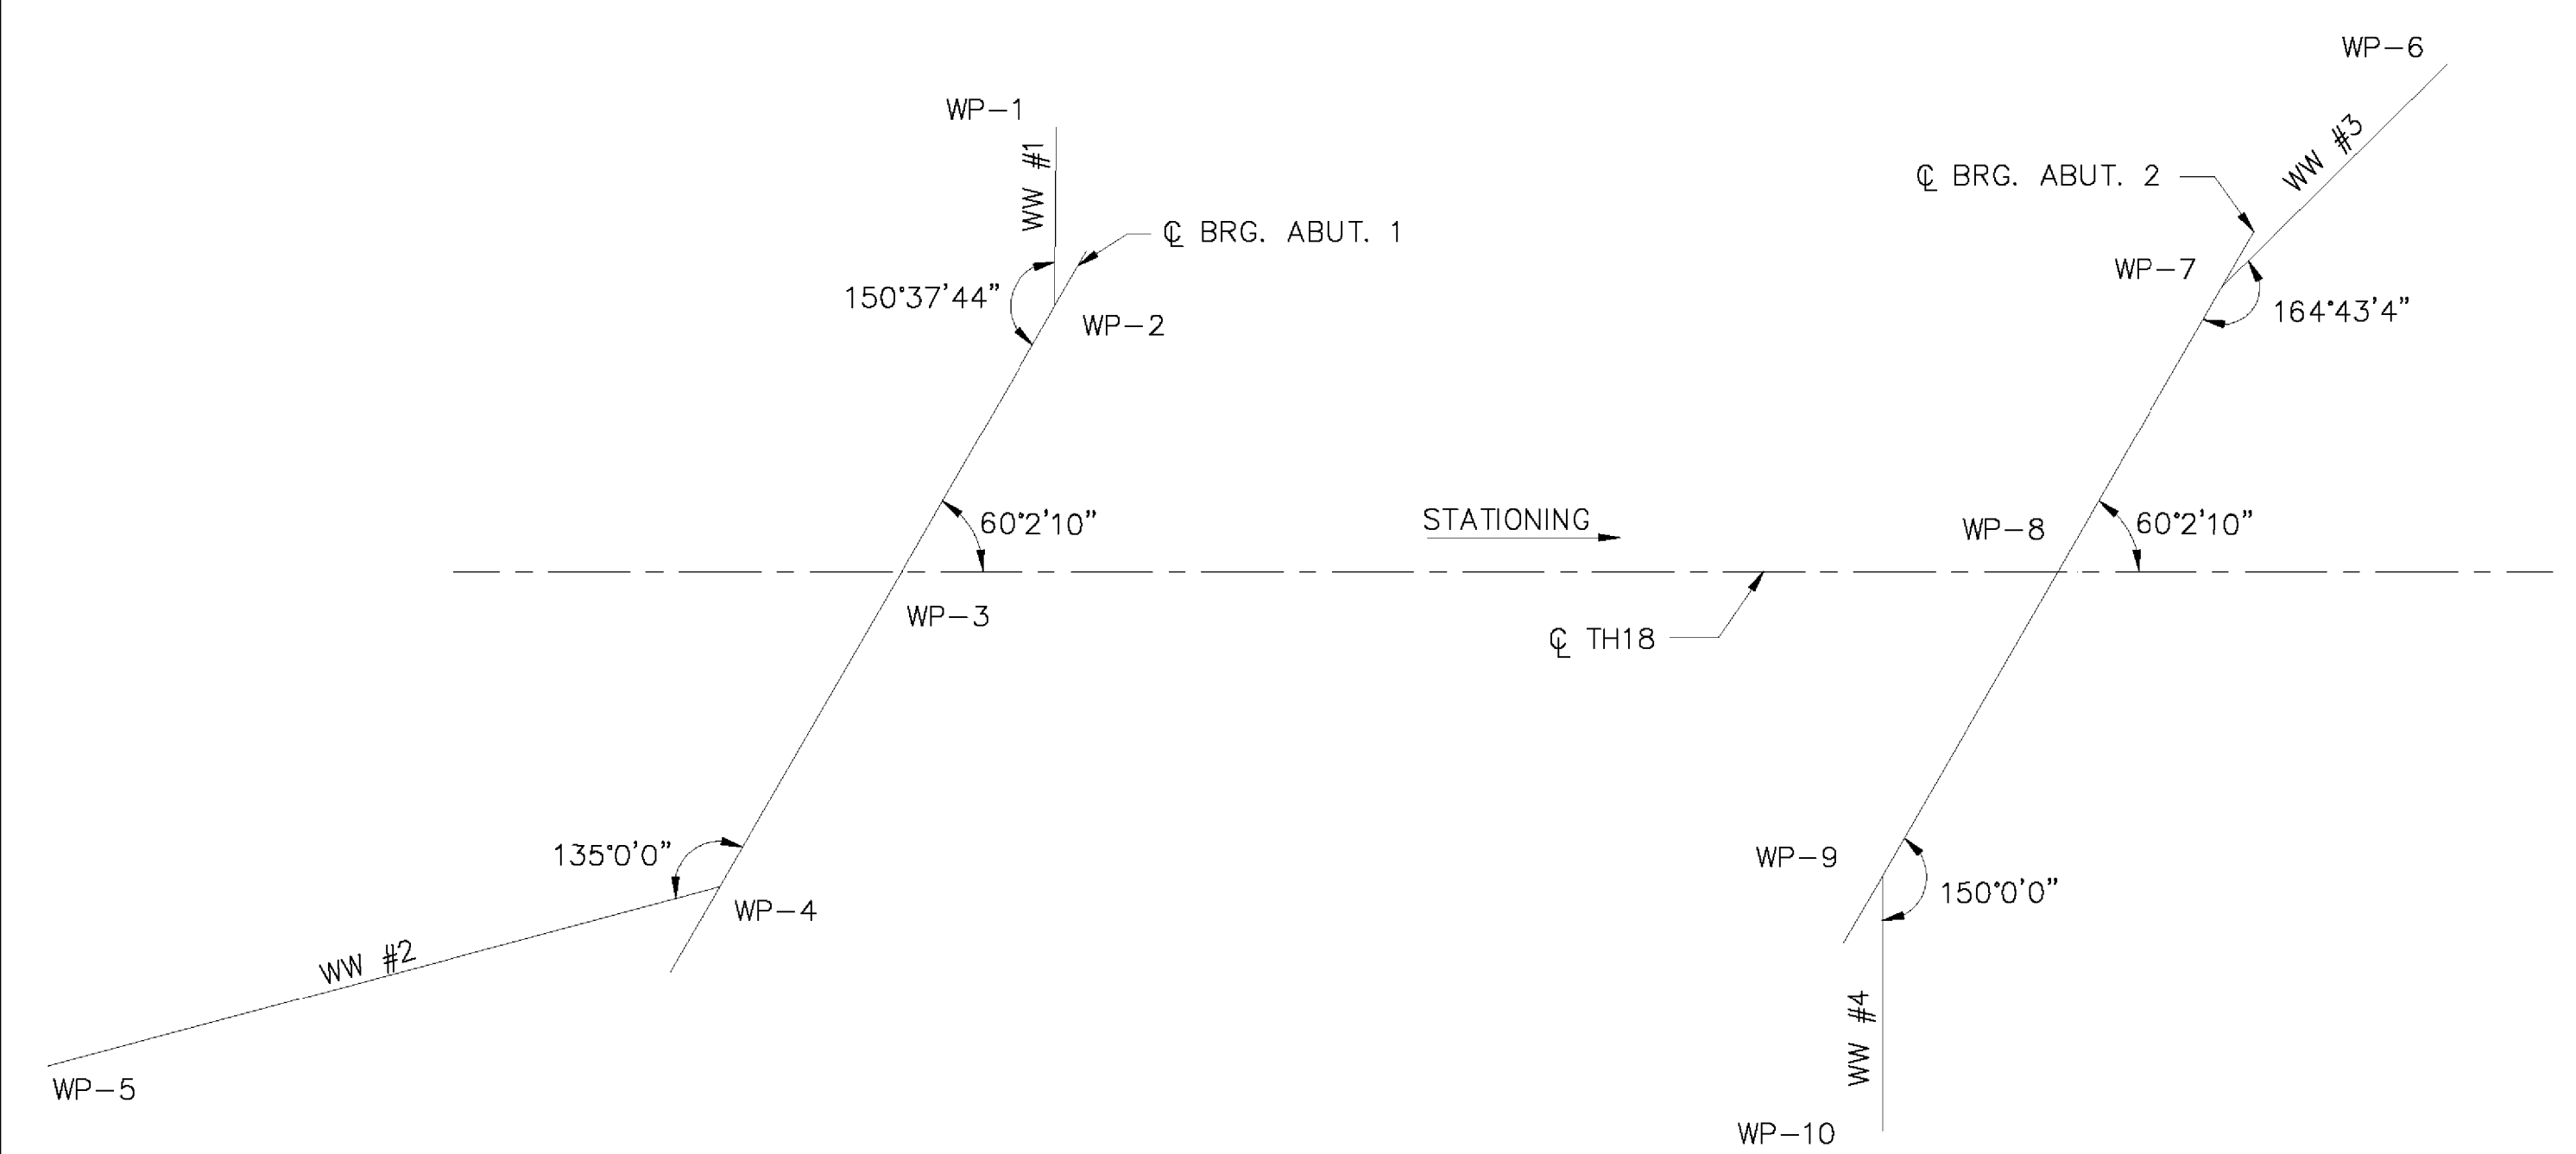 WP-6
WP-1
WW #1
WW #3
℄ BRG. ABUT. 2
℄ BRG. ABUT. 1
WP-7
150°37'44"
WP-2
164°43'4"
60°2'10"
STATIONING
WP-8
60°2'10"
WP-3
℄ TH18
135°0'0"
WP-4
WP-9
150°0'0"
WW #2
WW #4
WP-5
WP-10